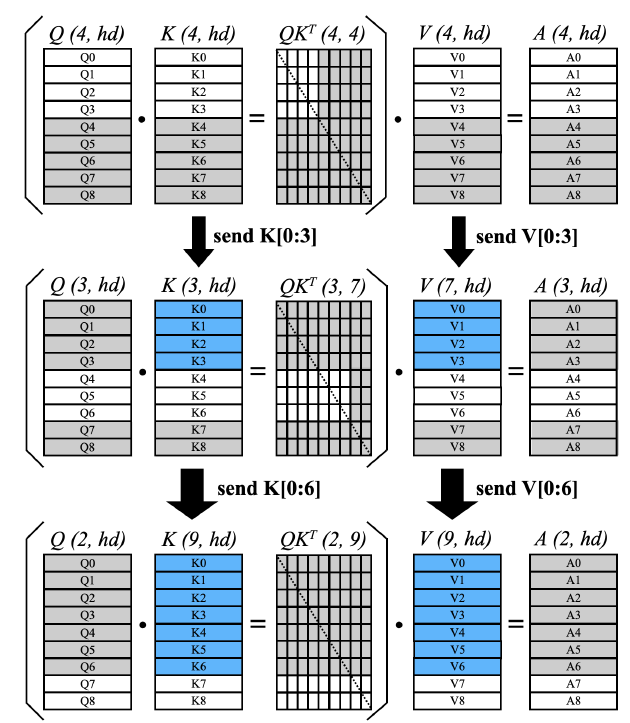 Q (4, hd) K (4, hd) QKᵀ (4, 4) V (4, hd) A (4, hd)
Q0 K0 V0 A0
Q1 K1 V1 A1
Q2 K2 V2 A2
Q3 · K3 = · V3 = A3
Q4 K4 V4 A4
Q5 K5 V5 A5
Q6 K6 V6 A6
Q7 K7 V7 A7
Q8 K8 V8 A8
send K[0:3] send V[0:3]
Q (3, hd) K (3, hd) QKᵀ (3, 7) V (7, hd) A (3, hd)
Q0 K0 V0 A0
Q1 K1 V1 A1
Q2 K2 V2 A2
Q3 · K3 = · V3 = A3
Q4 K4 V4 A4
Q5 K5 V5 A5
Q6 K6 V6 A6
Q7 K7 V7 A7
Q8 K8 V8 A8
send K[0:6] send V[0:6]
Q (2, hd) K (9, hd) QKᵀ (2, 9) V (9, hd) A (2, hd)
Q0 K0 V0 A0
Q1 K1 V1 A1
Q2 K2 V2 A2
Q3 · K3 = · V3 = A3
Q4 K4 V4 A4
Q5 K5 V5 A5
Q6 K6 V6 A6
Q7 K7 V7 A7
Q8 K8 V8 A8